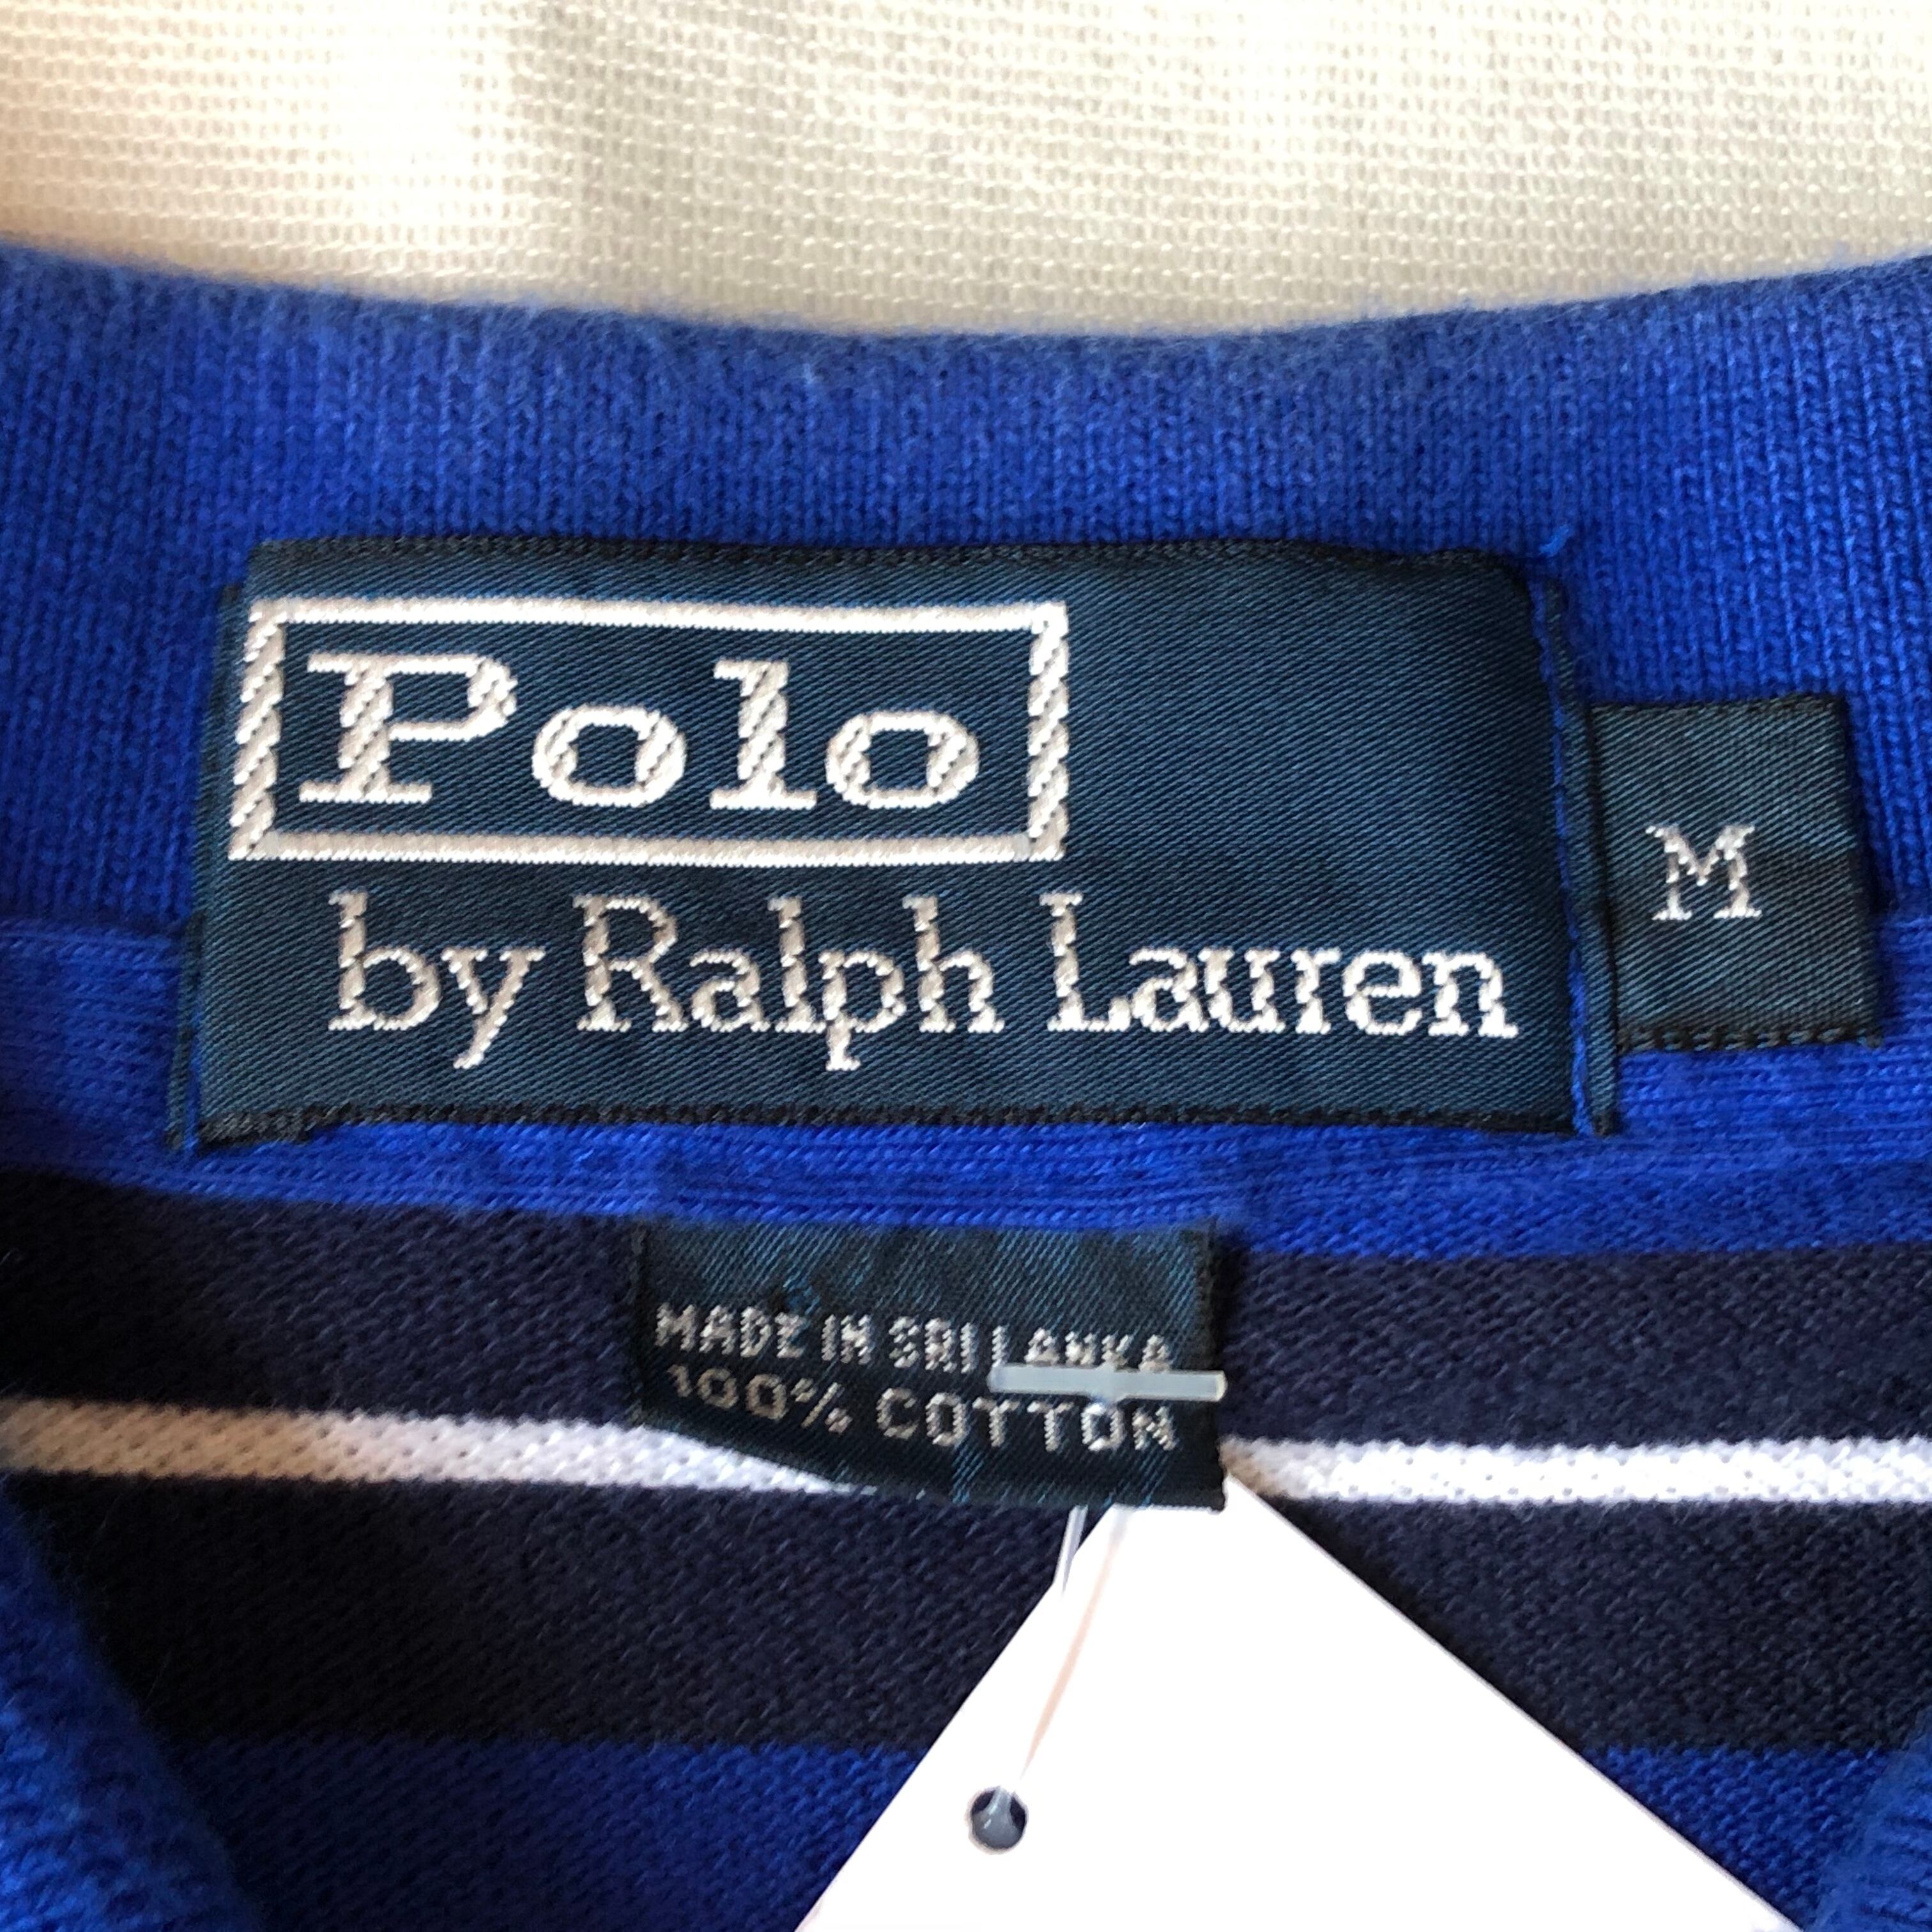 Polo
by Ralph Lauren
M
MADE IN SRI LANKA
100% COTTON